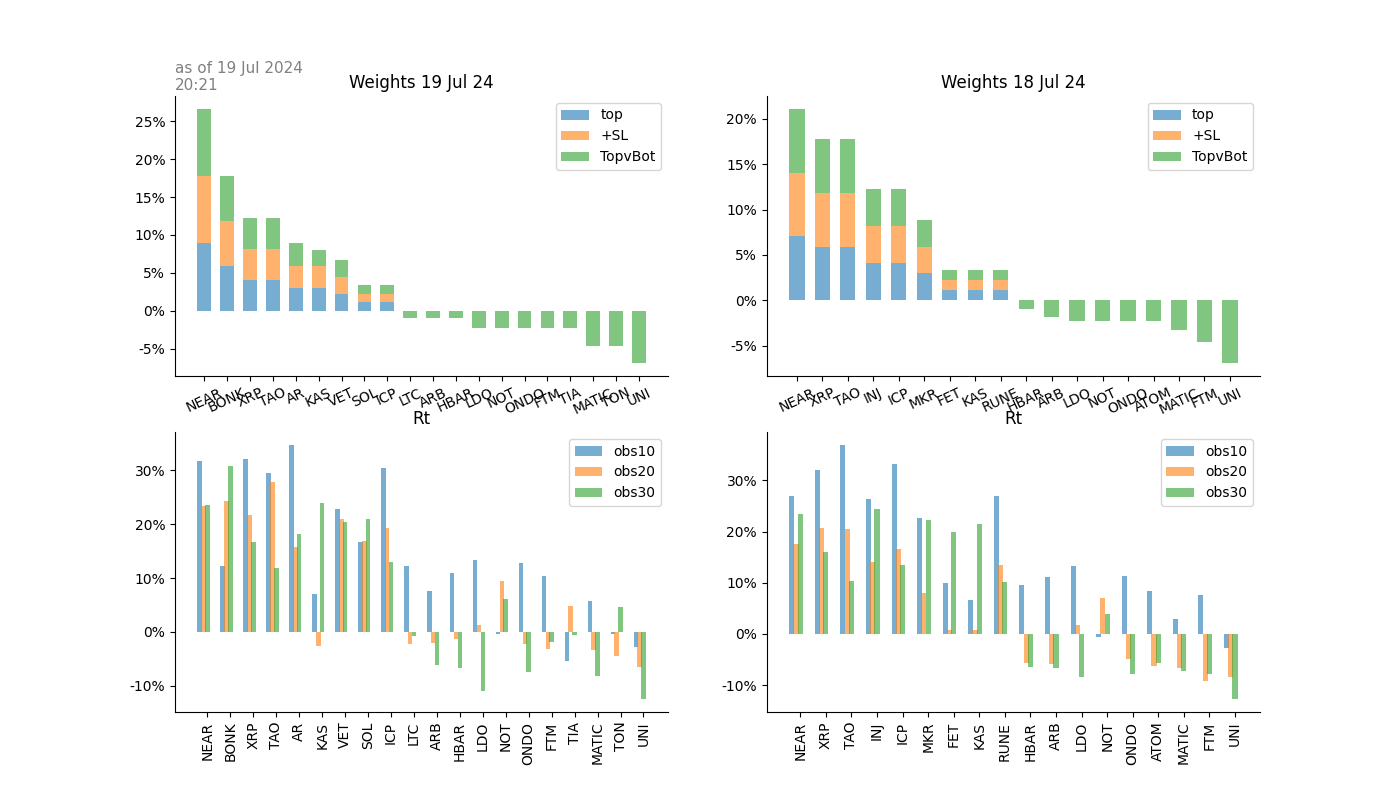 as of 19 Jul 2024
20:21
Weights 19 Jul 24
25%
20%
15%
10%
5%
0%
-5%
top
+SL
TopvBot
NEAR BONK XRP TAO AR KAS VET SOL ICP LTC ARB HBAR LDO NOT ONDO FTM TIA MATIC TON UNI
Weights 18 Jul 24
20%
15%
10%
5%
0%
-5%
top
+SL
TopvBot
NEAR XRP TAO INJ ICP MKR FET KAS RUNE HBAR ARB LDO NOT ONDO ATOM MATIC FTM UNI
Rt
30%
20%
10%
0%
-10%
obs10
obs20
obs30
NEAR BONK XRP TAO AR KAS VET SOL ICP LTC ARB HBAR LDO NOT ONDO FTM TIA MATIC TON UNI
Rt
30%
20%
10%
0%
-10%
obs10
obs20
obs30
NEAR XRP TAO INJ ICP MKR FET KAS RUNE HBAR ARB LDO NOT ONDO ATOM MATIC FTM UNI